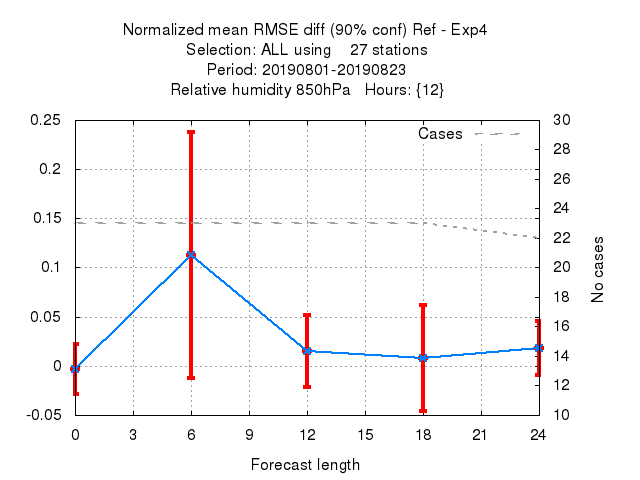 Normalized mean RMSE diff (90% conf) Ref - Exp4
Selection: ALL using    27 stations
Period: 20190801-20190823
Relative humidity 850hPa   Hours: {12}
Cases
0.25
0.2
0.15
0.1
0.05
0
-0.05
30
28
26
24
22
20
18
16
14
12
10
No cases
0 3 6 9 12 15 18 21 24
Forecast length